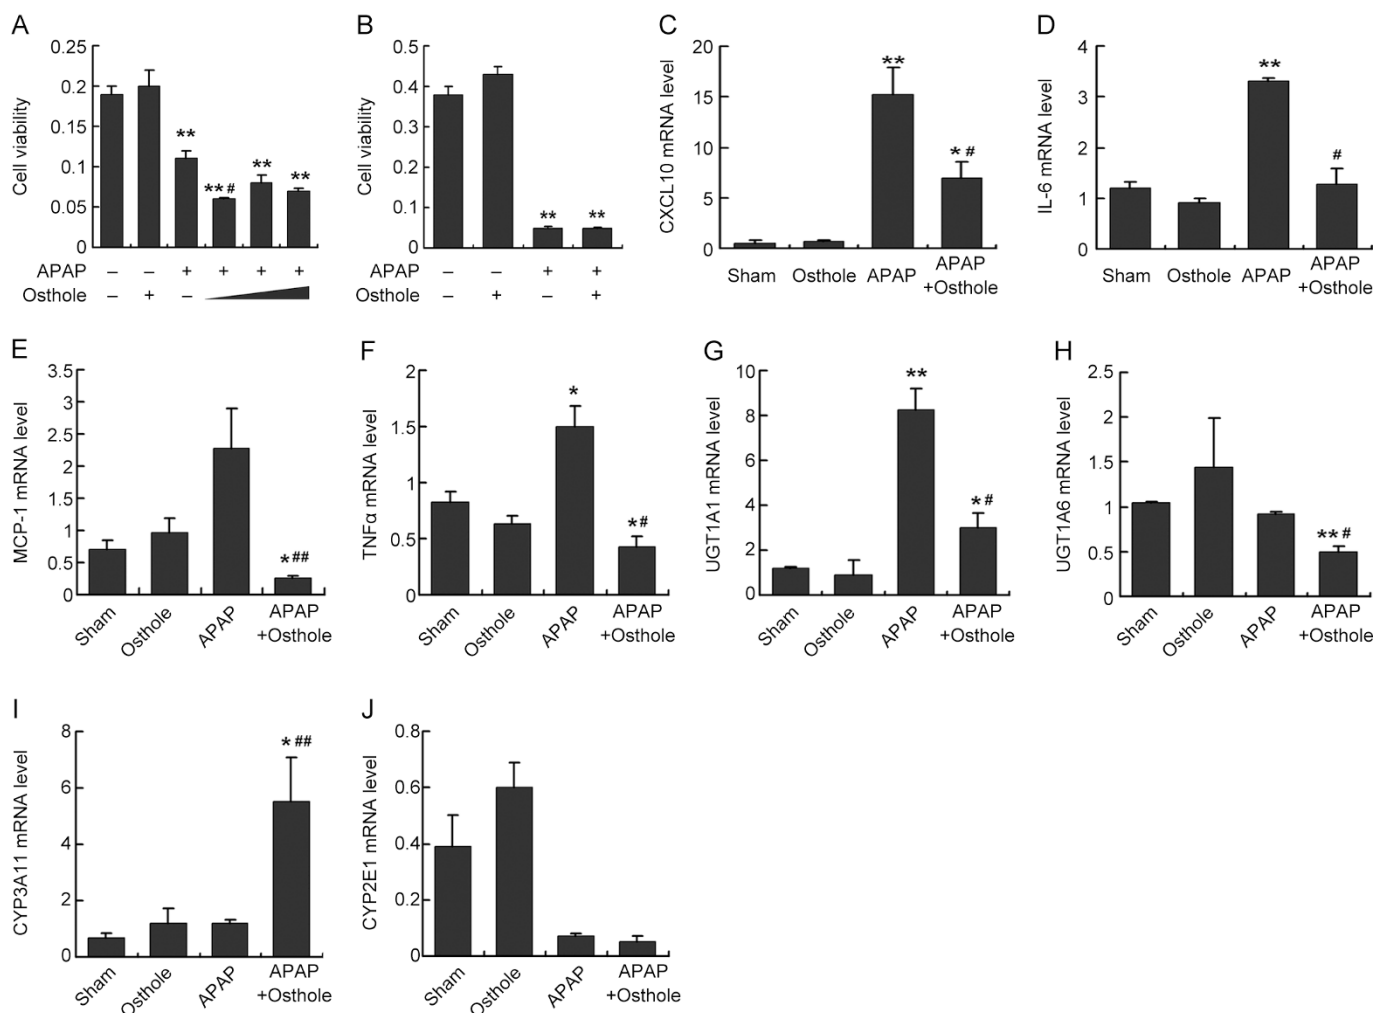 A
Cell viability
0.25
0.2
0.15
0.1
0.05
0
**
** #
**
**
APAP – – + + + +
Osthole – + –
B
Cell viability
0.5
0.4
0.3
0.2
0.1
0
**
**
APAP – – + +
Osthole – + – +
C
CXCL10 mRNA level
20
15
10
5
0
**
* #
Sham Osthole APAP APAP
+Osthole
D
IL-6 mRNA level
4
3
2
1
0
**
#
Sham Osthole APAP APAP
+Osthole
E
MCP-1 mRNA level
3.5
3
2.5
2
1.5
1
0.5
0
* ##
Sham Osthole APAP APAP
+Osthole
F
TNFα mRNA level
2
1.5
1
0.5
0
*
* #
Sham Osthole APAP APAP
+Osthole
G
UGT1A1 mRNA level
10
8
6
4
2
0
**
* #
Sham Osthole APAP APAP
+Osthole
H
UGT1A6 mRNA level
2.5
2
1.5
1
0.5
0
** #
Sham Osthole APAP APAP
+Osthole
I
CYP3A11 mRNA level
8
6
4
2
0
* ##
Sham Osthole APAP APAP
+Osthole
J
CYP2E1 mRNA level
0.8
0.6
0.4
0.2
0
Sham Osthole APAP APAP
+Osthole